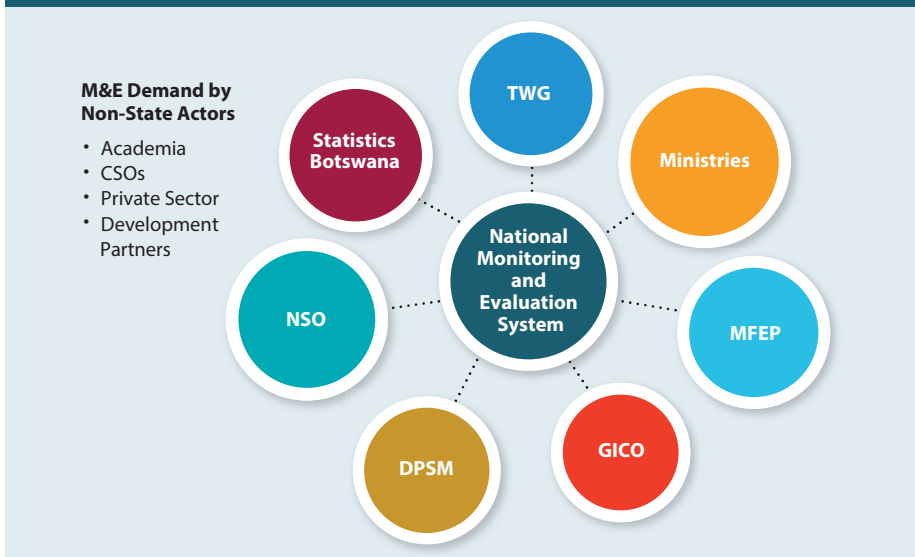 M&E Demand by
Non-State Actors
• Academia
• CSOs
• Private Sector
• Development
Partners
TWG
Statistics
Botswana
Ministries
National
Monitoring
and
Evaluation
System
NSO
MFEP
DPSM
GICO